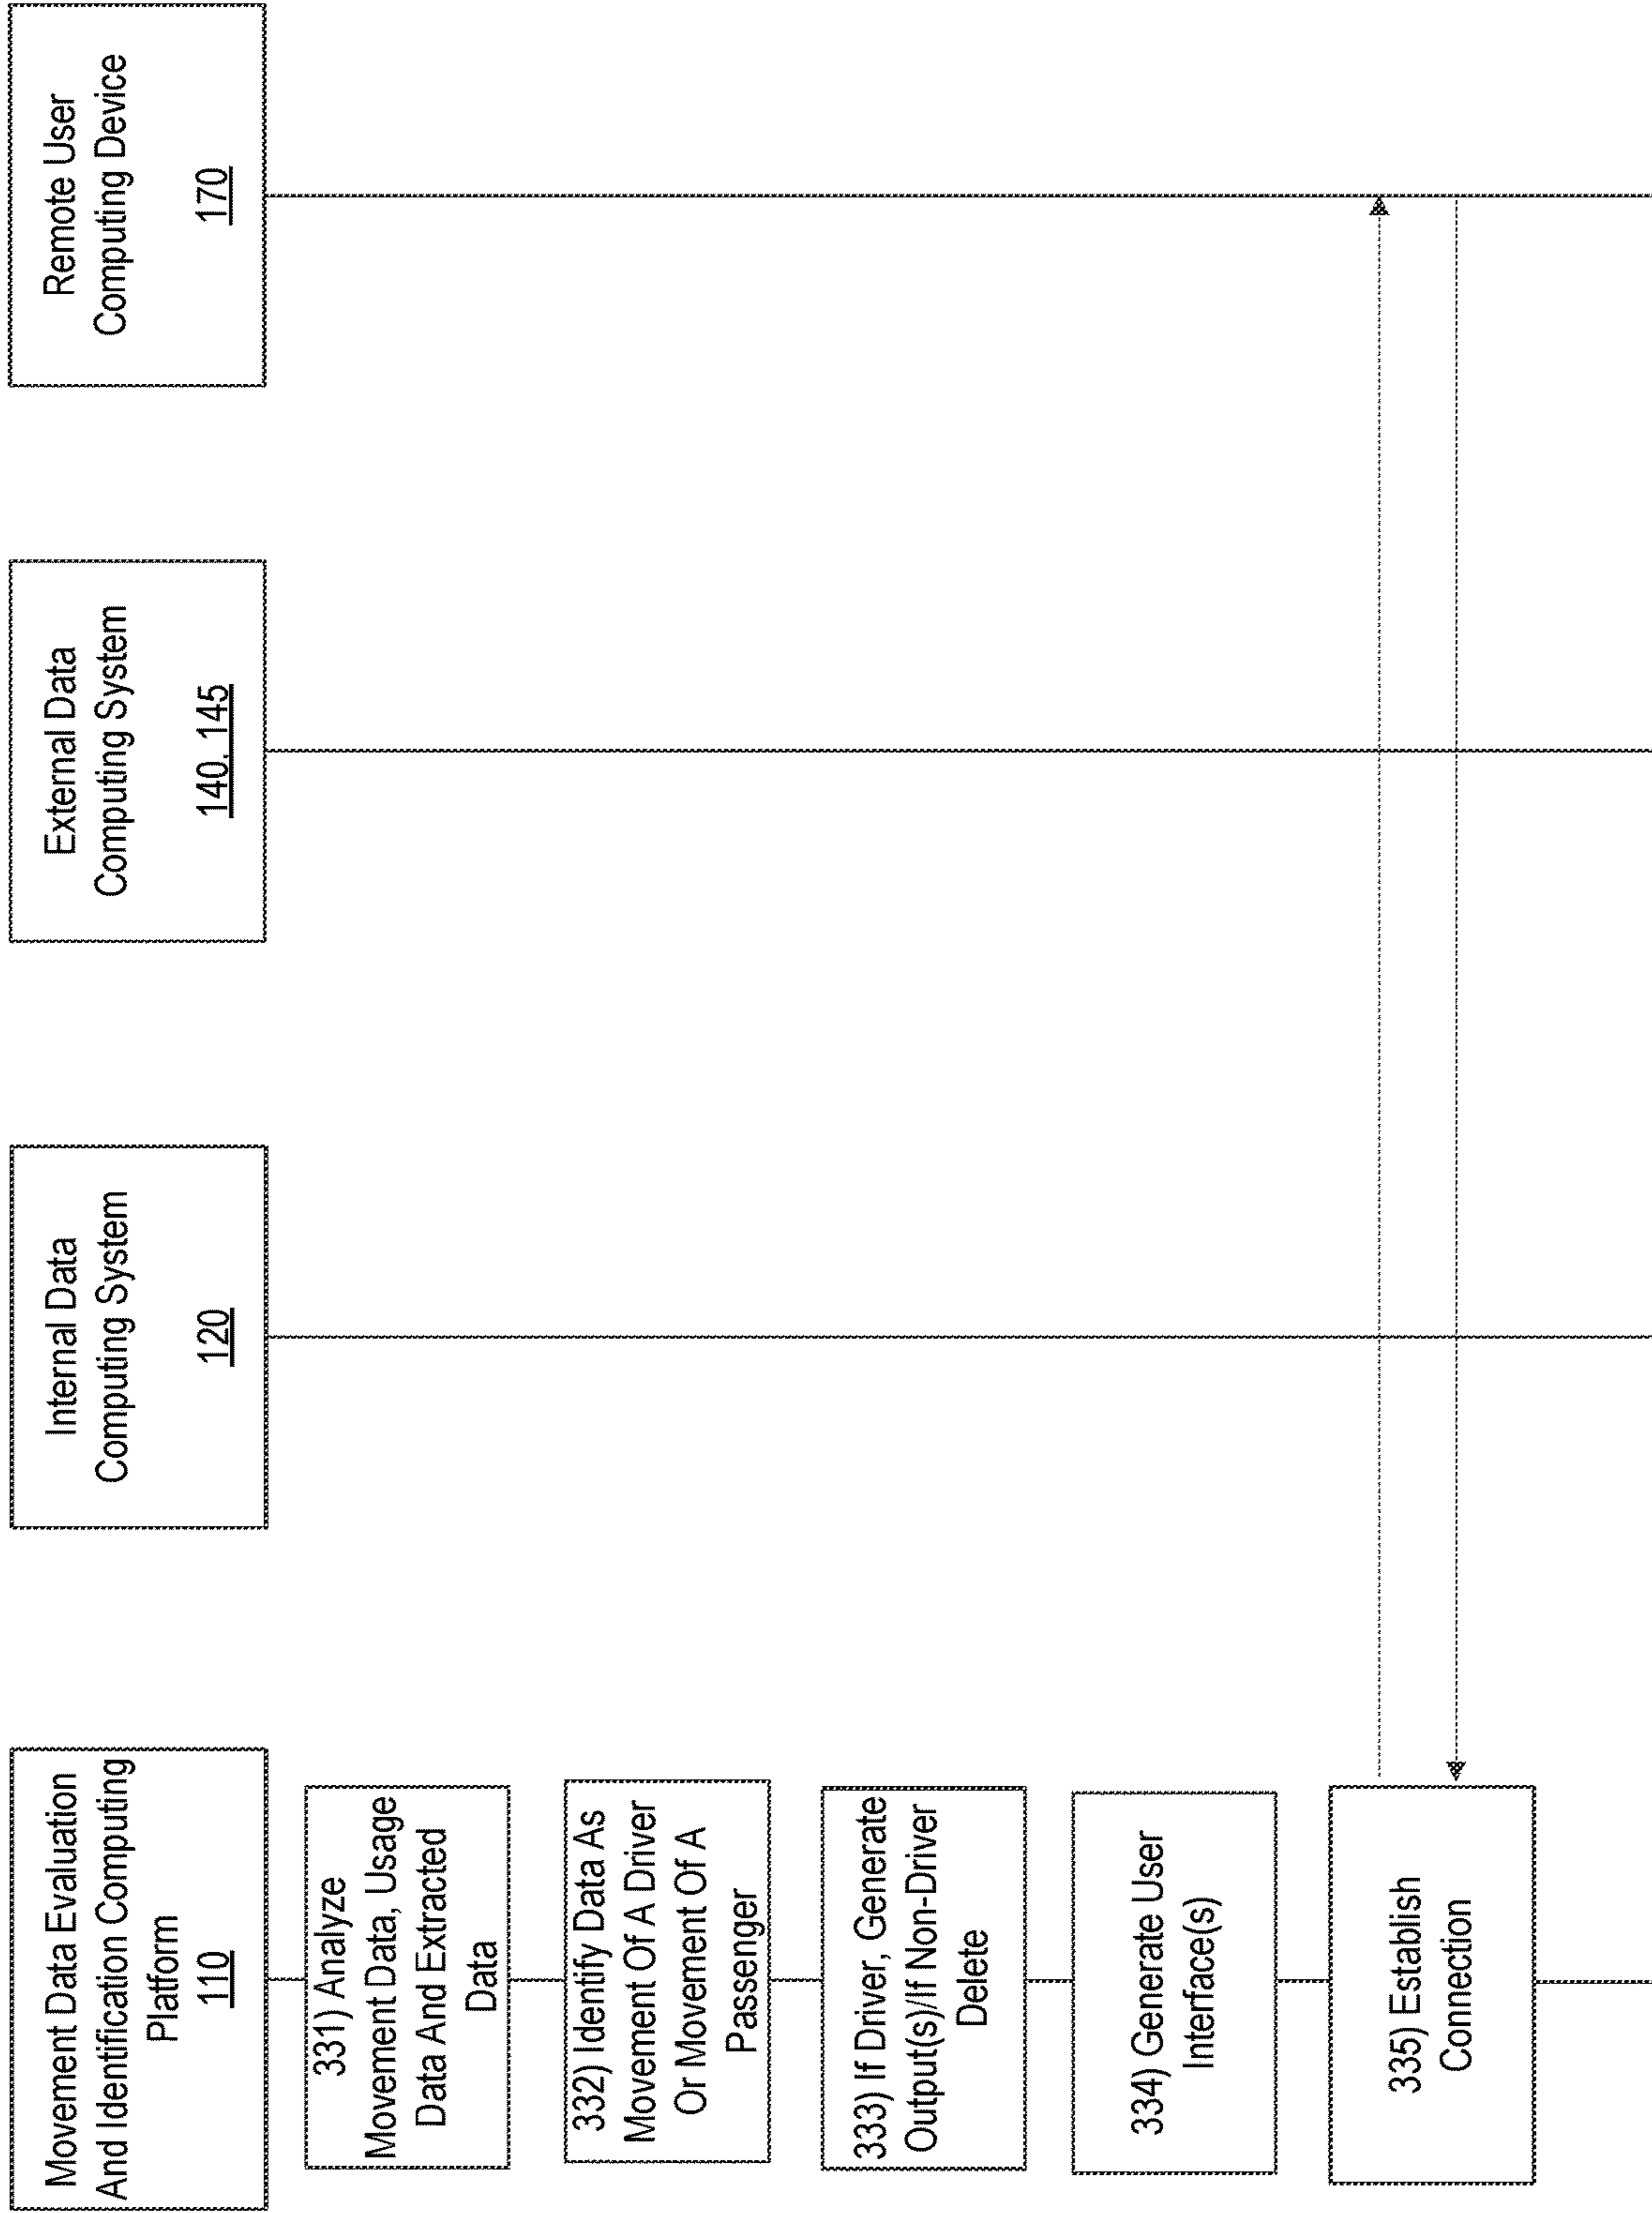 Movement Data Evaluation
And Identification Computing
Platform
110
Internal Data
Computing System
120
External Data
Computing System
140, 145
Remote User
Computing Device
170
331) Analyze
Movement Data, Usage
Data And Extracted
Data
332) Identify Data As
Movement Of A Driver
Or Movement Of A
Passenger
333) If Driver, Generate
Output(s)/If Non-Driver
Delete
334) Generate User
Interface(s)
335) Establish
Connection